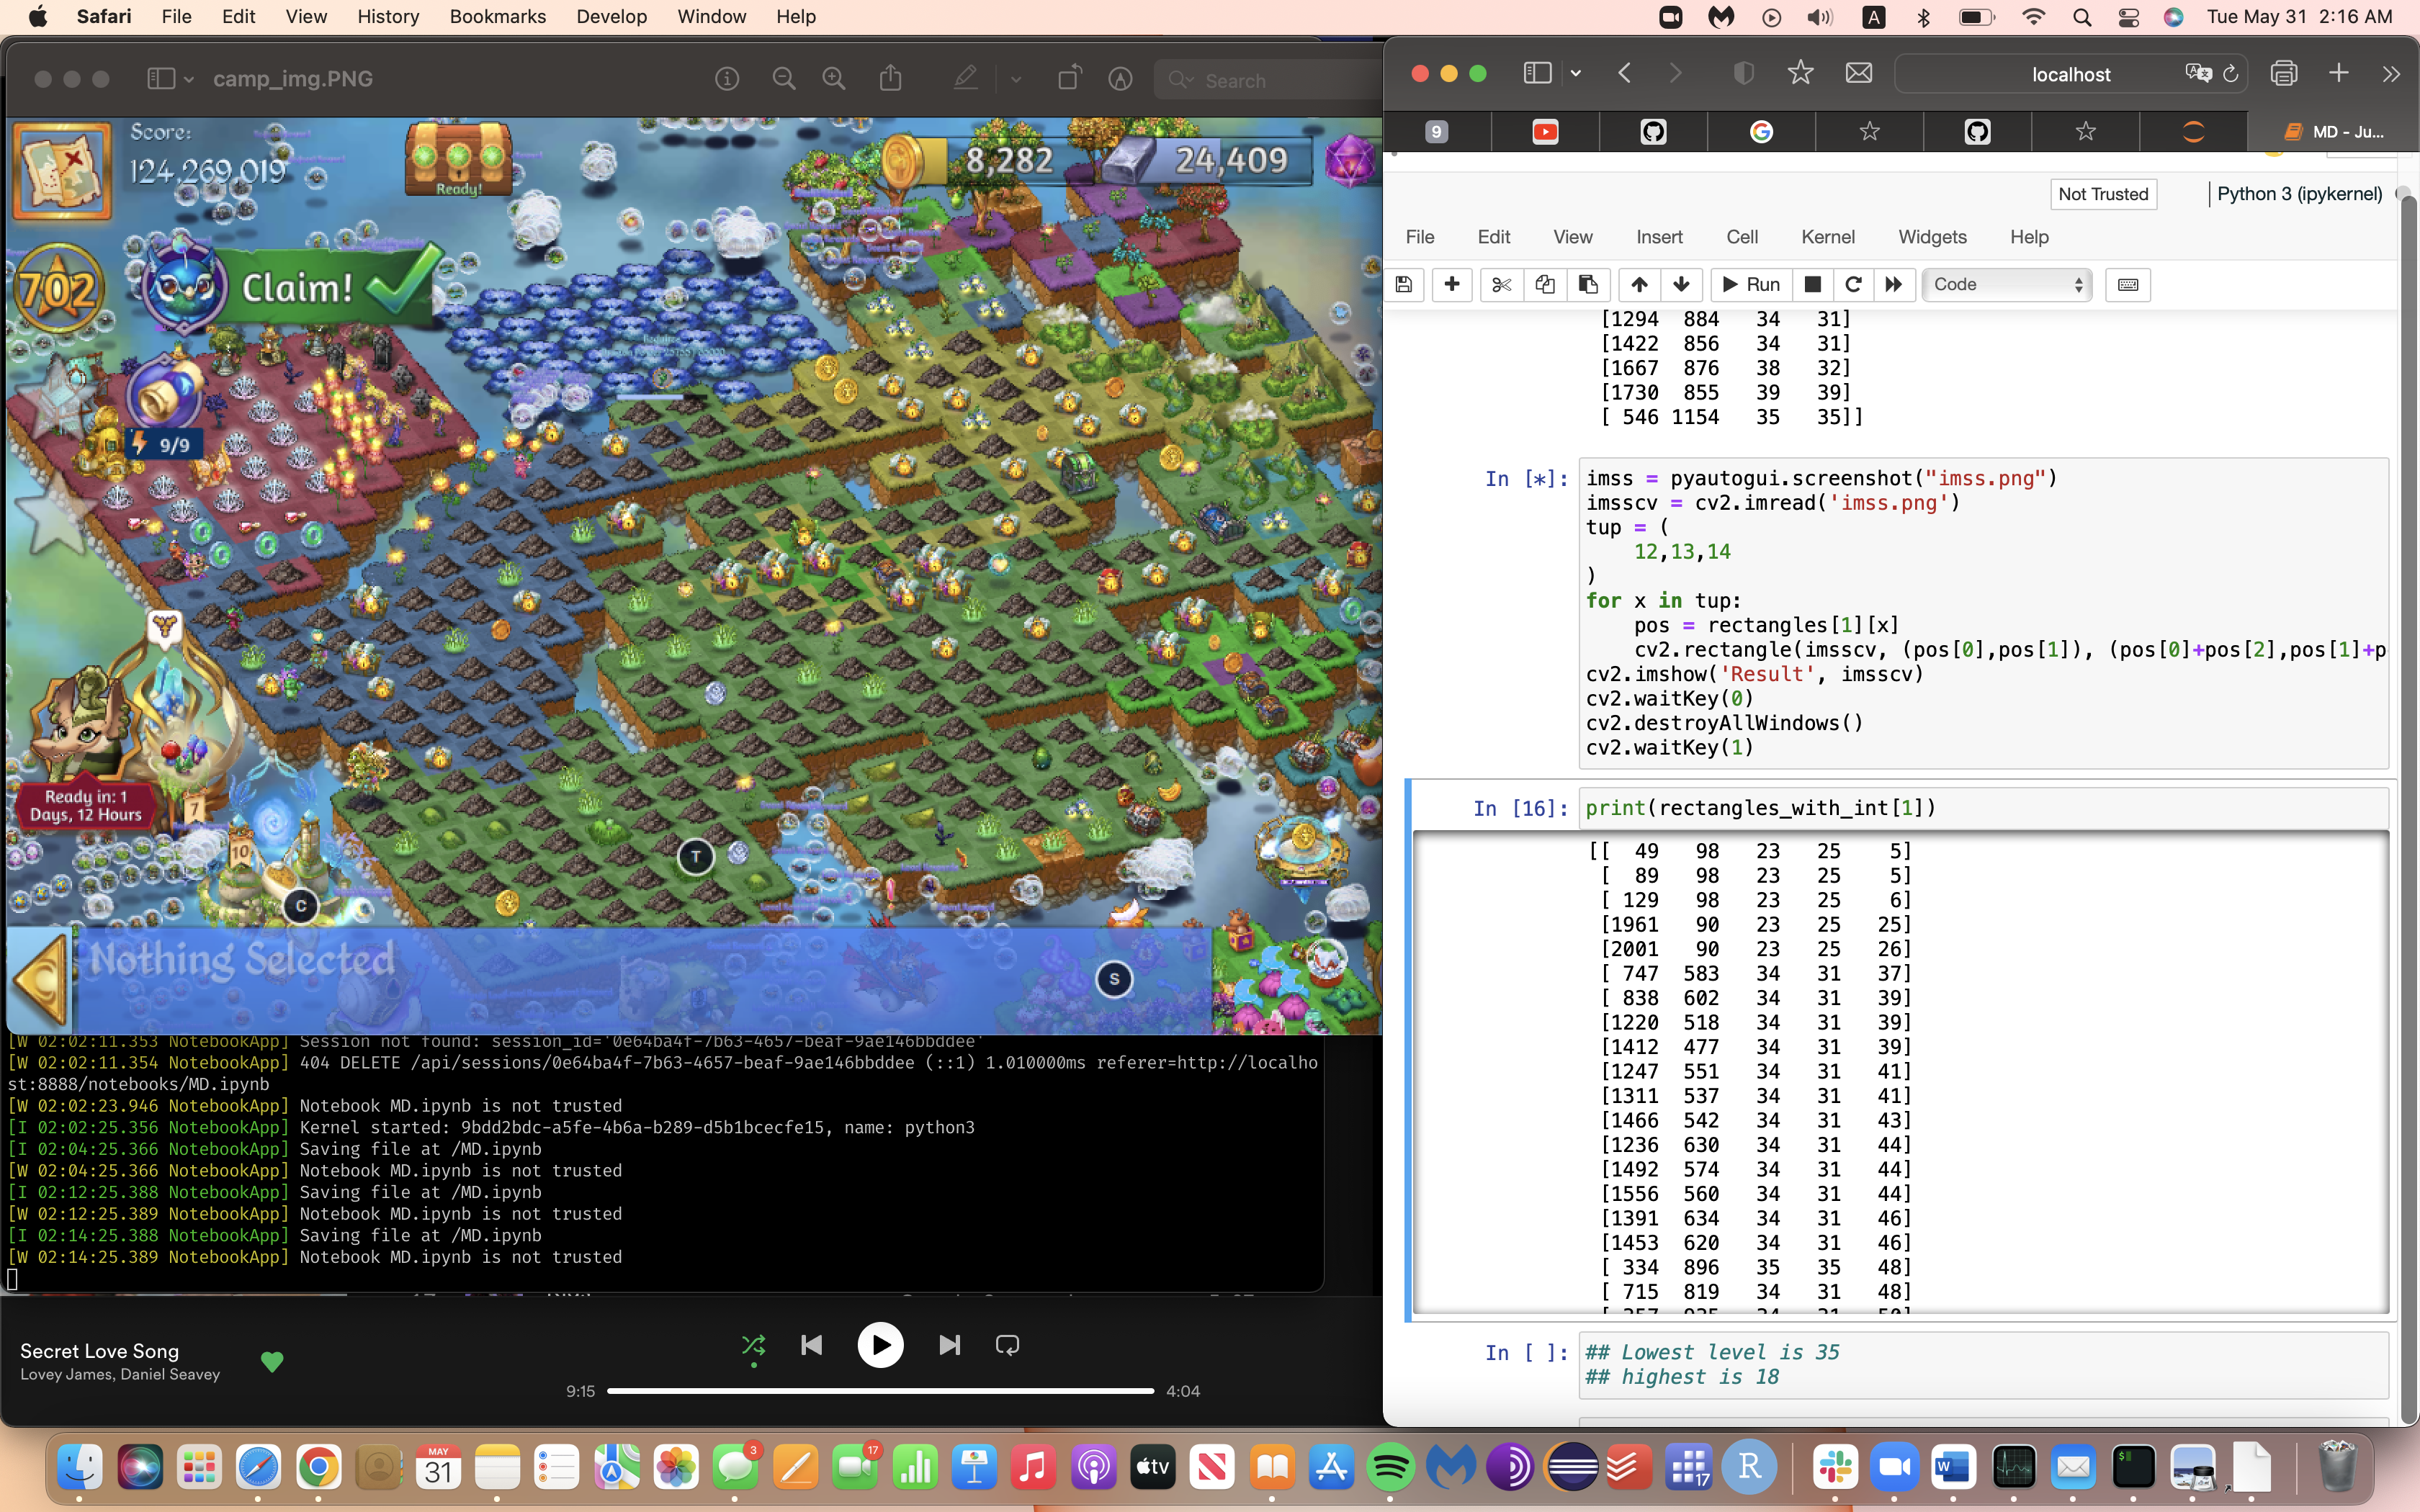 Safari File Edit View History Bookmarks Develop Window Help
A
Tue May 31 2:16 AM
camp_img.PNG
Search
Score:
124,269,019
Ready!
8,282
24,409
702
Claim!
9/9
Ready in: 1
Days, 12 Hours
7
10
T
C
S
Nothing Selected
[W 02:02:11.353 NotebookApp] Session not found: session_id='0e64ba4f-7b63-4657-beaf-9ae146bbddee'
[W 02:02:11.354 NotebookApp] 404 DELETE /api/sessions/0e64ba4f-7b63-4657-beaf-9ae146bbddee (::1) 1.010000ms referer=http://localho
st:8888/notebooks/MD.ipynb
[W 02:02:23.946 NotebookApp] Notebook MD.ipynb is not trusted
[I 02:02:25.356 NotebookApp] Kernel started: 9bdd2bdc-a5fe-4b6a-b289-d5b1bcecfe15, name: python3
[I 02:04:25.366 NotebookApp] Saving file at /MD.ipynb
[W 02:04:25.366 NotebookApp] Notebook MD.ipynb is not trusted
[I 02:12:25.388 NotebookApp] Saving file at /MD.ipynb
[W 02:12:25.389 NotebookApp] Notebook MD.ipynb is not trusted
[I 02:14:25.388 NotebookApp] Saving file at /MD.ipynb
[W 02:14:25.389 NotebookApp] Notebook MD.ipynb is not trusted
Secret Love Song
Lovey James, Daniel Seavey
9:15
4:04
localhost
9
MD - Ju...
Not Trusted
Python 3 (ipykernel)
File Edit View Insert Cell Kernel Widgets Help
Run
Code
[1294 884 34 31]
[1422 856 34 31]
[1667 876 38 32]
[1730 855 39 39]
[ 546 1154 35 35]]
In [*]:
imss = pyautogui.screenshot("imss.png")
imsscv = cv2.imread('imss.png')
tup = (
12,13,14
)
for x in tup:
pos = rectangles[1][x]
cv2.rectangle(imsscv, (pos[0],pos[1]), (pos[0]+pos[2],pos[1]+p
cv2.imshow('Result', imsscv)
cv2.waitKey(0)
cv2.destroyAllWindows()
cv2.waitKey(1)
In [16]:
print(rectangles_with_int[1])
[[ 49 98 23 25 5]
[ 89 98 23 25 5]
[ 129 98 23 25 6]
[1961 90 23 25 25]
[2001 90 23 25 26]
[ 747 583 34 31 37]
[ 838 602 34 31 39]
[1220 518 34 31 39]
[1412 477 34 31 39]
[1247 551 34 31 41]
[1311 537 34 31 41]
[1466 542 34 31 43]
[1236 630 34 31 44]
[1492 574 34 31 44]
[1556 560 34 31 44]
[1391 634 34 31 46]
[1453 620 34 31 46]
[ 334 896 35 35 48]
[ 715 819 34 31 48]
In [ ]:
## Lowest level is 35
## highest is 18
MAY
31
3
17
tv
17
R
W